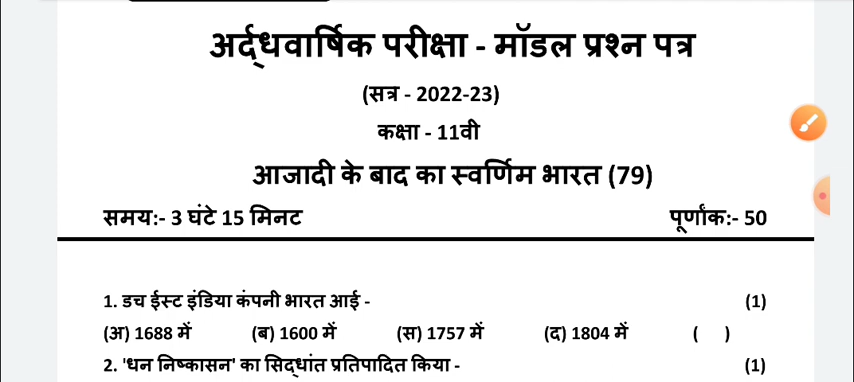 अर्द्धवार्षिक परीक्षा - मॉडल प्रश्न पत्र
(सत्र - 2022-23)
कक्षा - 11वी
आजादी के बाद का स्वर्णिम भारत (79)
समय:- 3 घंटे 15 मिनट पूर्णांक:- 50
1. डच ईस्ट इंडिया कंपनी भारत आई - (1)
(अ) 1688 में (ब) 1600 में (स) 1757 में (द) 1804 में ( )
2. 'धन निष्कासन' का सिद्धांत प्रतिपादित किया - (1)